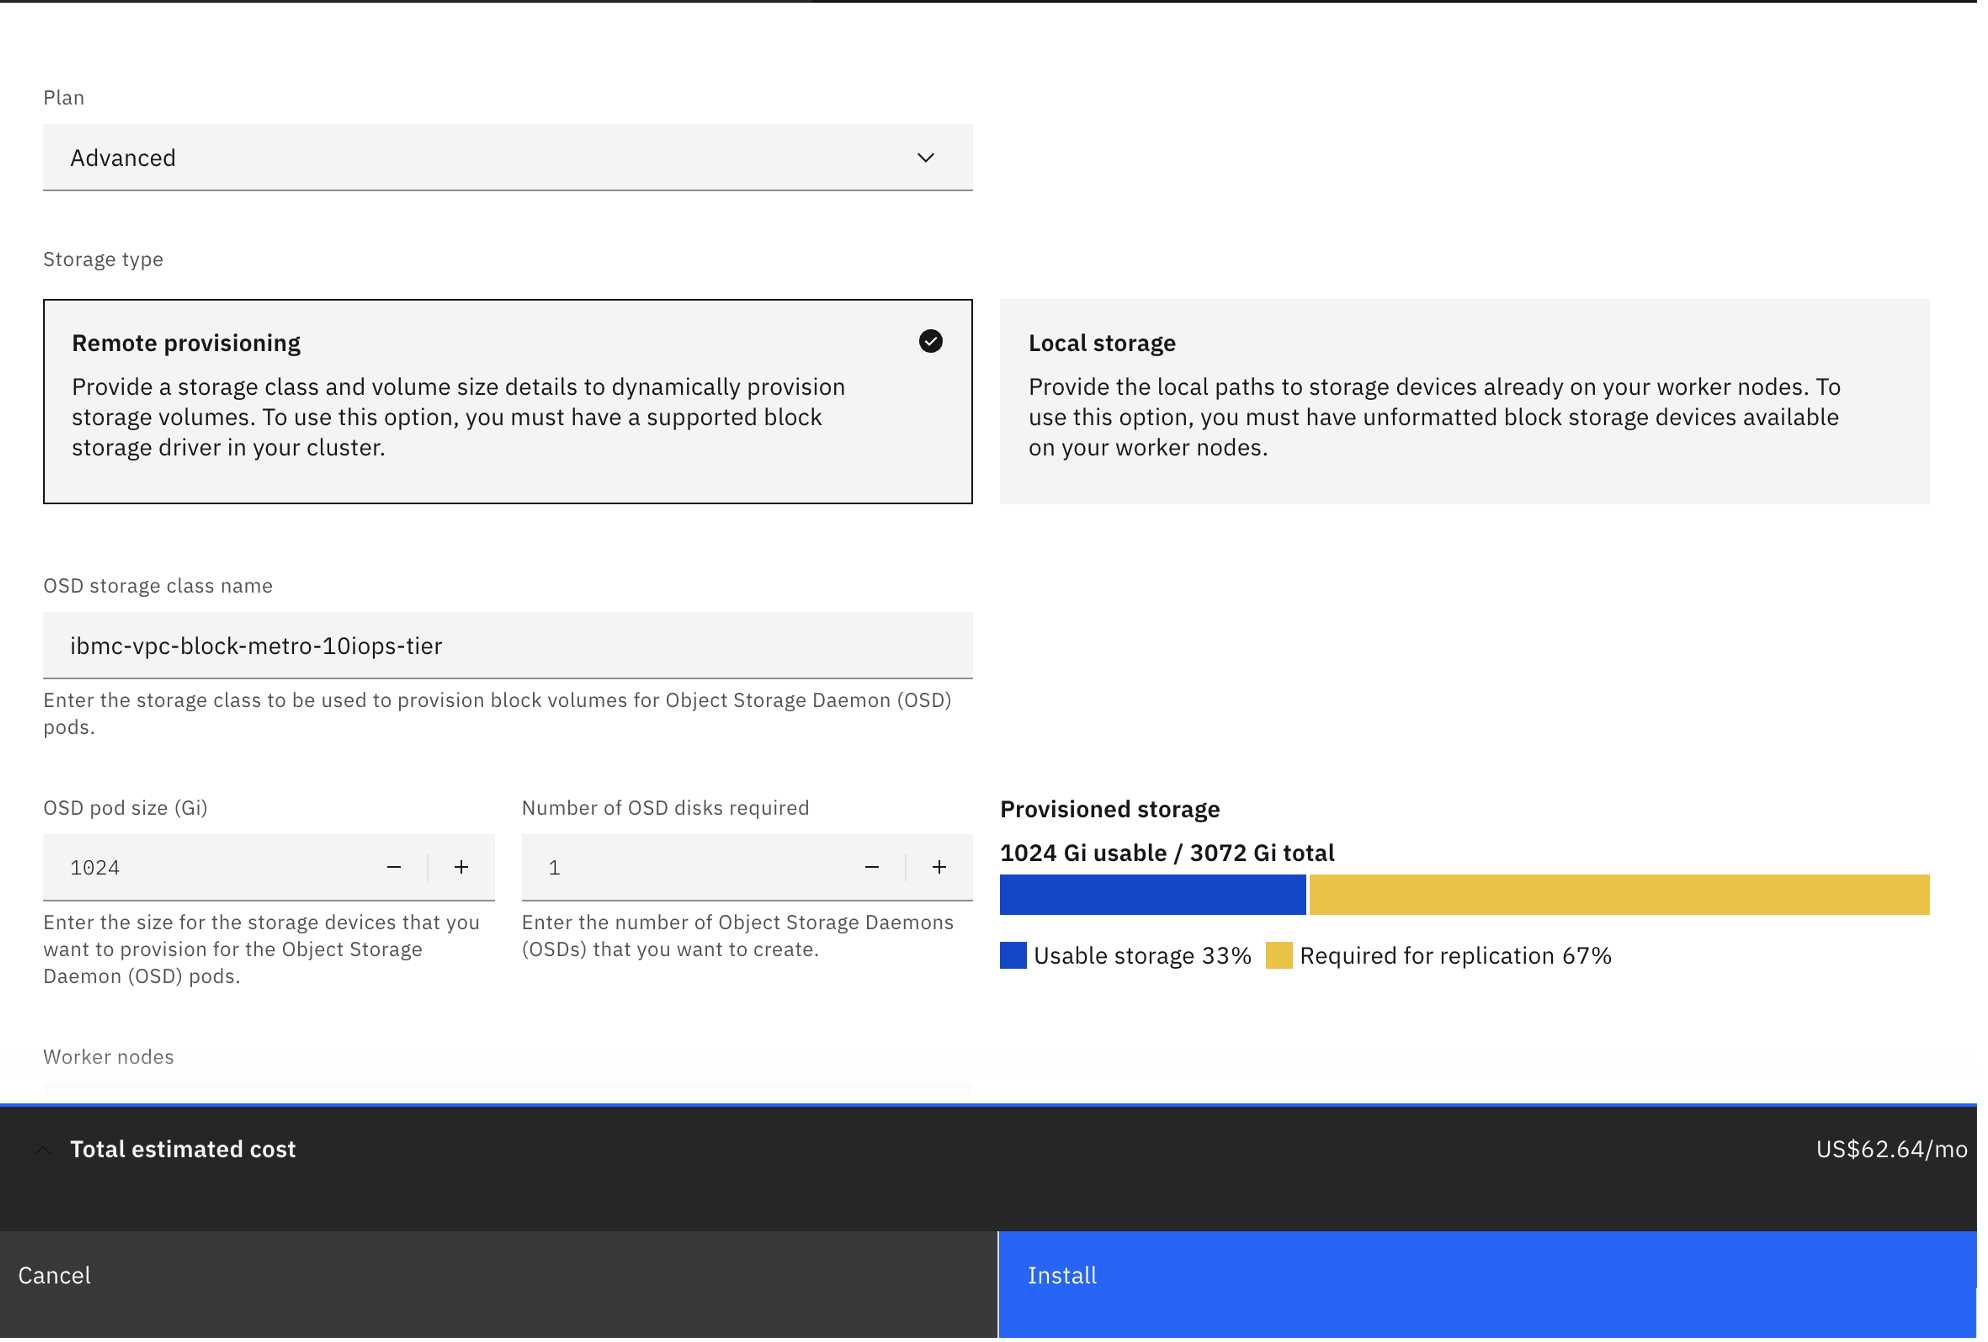 Plan
Advanced
Storage type
Remote provisioning
Provide a storage class and volume size details to dynamically provision
storage volumes. To use this option, you must have a supported block
storage driver in your cluster.
Local storage
Provide the local paths to storage devices already on your worker nodes. To
use this option, you must have unformatted block storage devices available
on your worker nodes.
OSD storage class name
ibmc-vpc-block-metro-10iops-tier
Enter the storage class to be used to provision block volumes for Object Storage Daemon (OSD)
pods.
OSD pod size (Gi)
1024
Enter the size for the storage devices that you
want to provision for the Object Storage
Daemon (OSD) pods.
Number of OSD disks required
1
Enter the number of Object Storage Daemons
(OSDs) that you want to create.
Provisioned storage
1024 Gi usable / 3072 Gi total
Usable storage 33% Required for replication 67%
Worker nodes
Total estimated cost US$62.64/mo
Cancel
Install